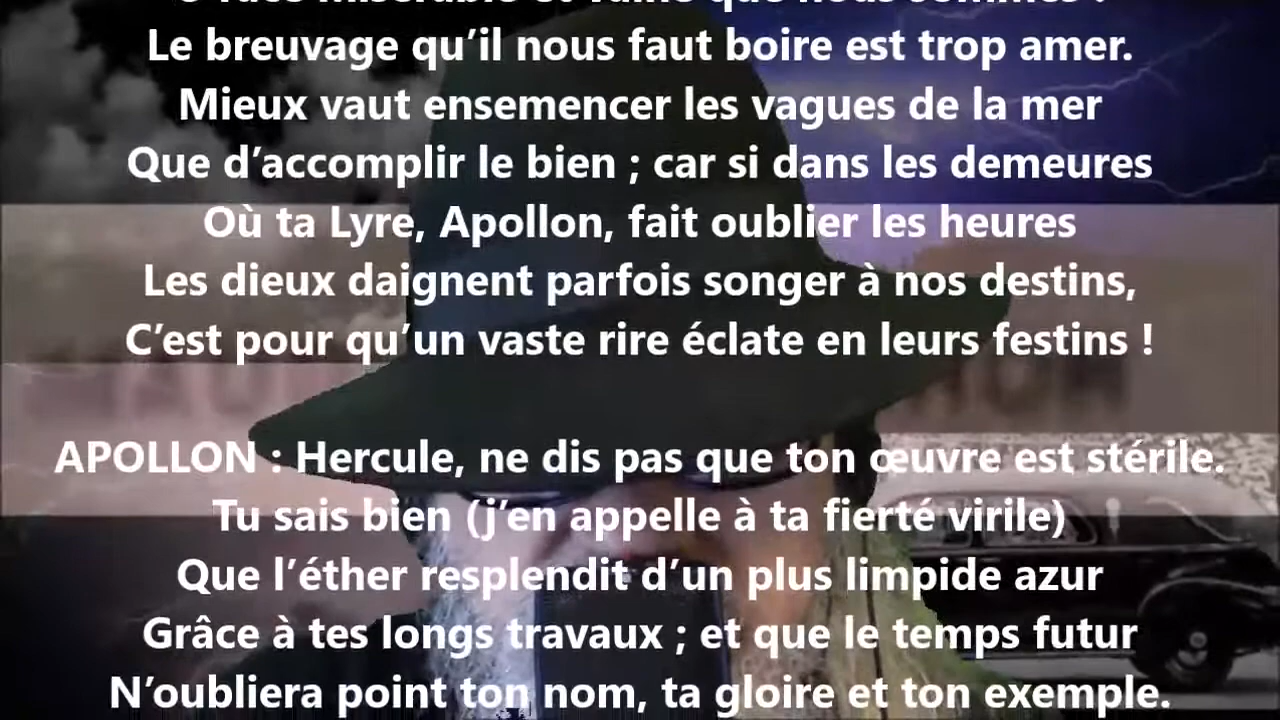 Le breuvage qu’il nous faut boire est trop amer.
Mieux vaut ensemencer les vagues de la mer
Que d’accomplir le bien ; car si dans les demeures
Où ta Lyre, Apollon, fait oublier les heures
Les dieux daignent parfois songer à nos destins,
C’est pour qu’un vaste rire éclate en leurs festins !
APOLLON : Hercule, ne dis pas que ton œuvre est stérile.
Tu sais bien (j’en appelle à ta fierté virile)
Que l’éther resplendit d’un plus limpide azur
Grâce à tes longs travaux ; et que le temps futur
N’oubliera point ton nom, ta gloire et ton exemple.